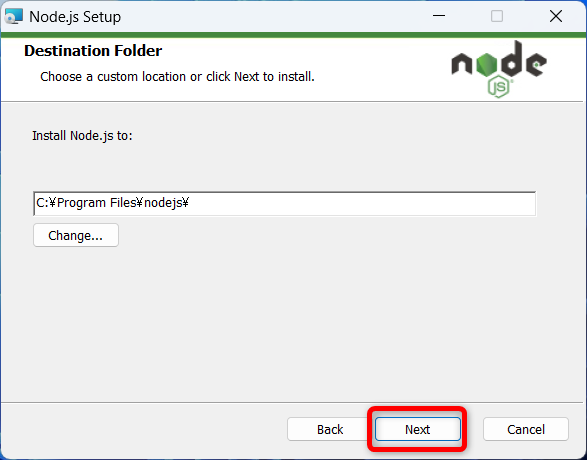 Node.js Setup
Destination Folder
Choose a custom location or click Next to install.
node
JS
Install Node.js to:
C:¥Program Files¥nodejs¥
Change...
Back Next Cancel